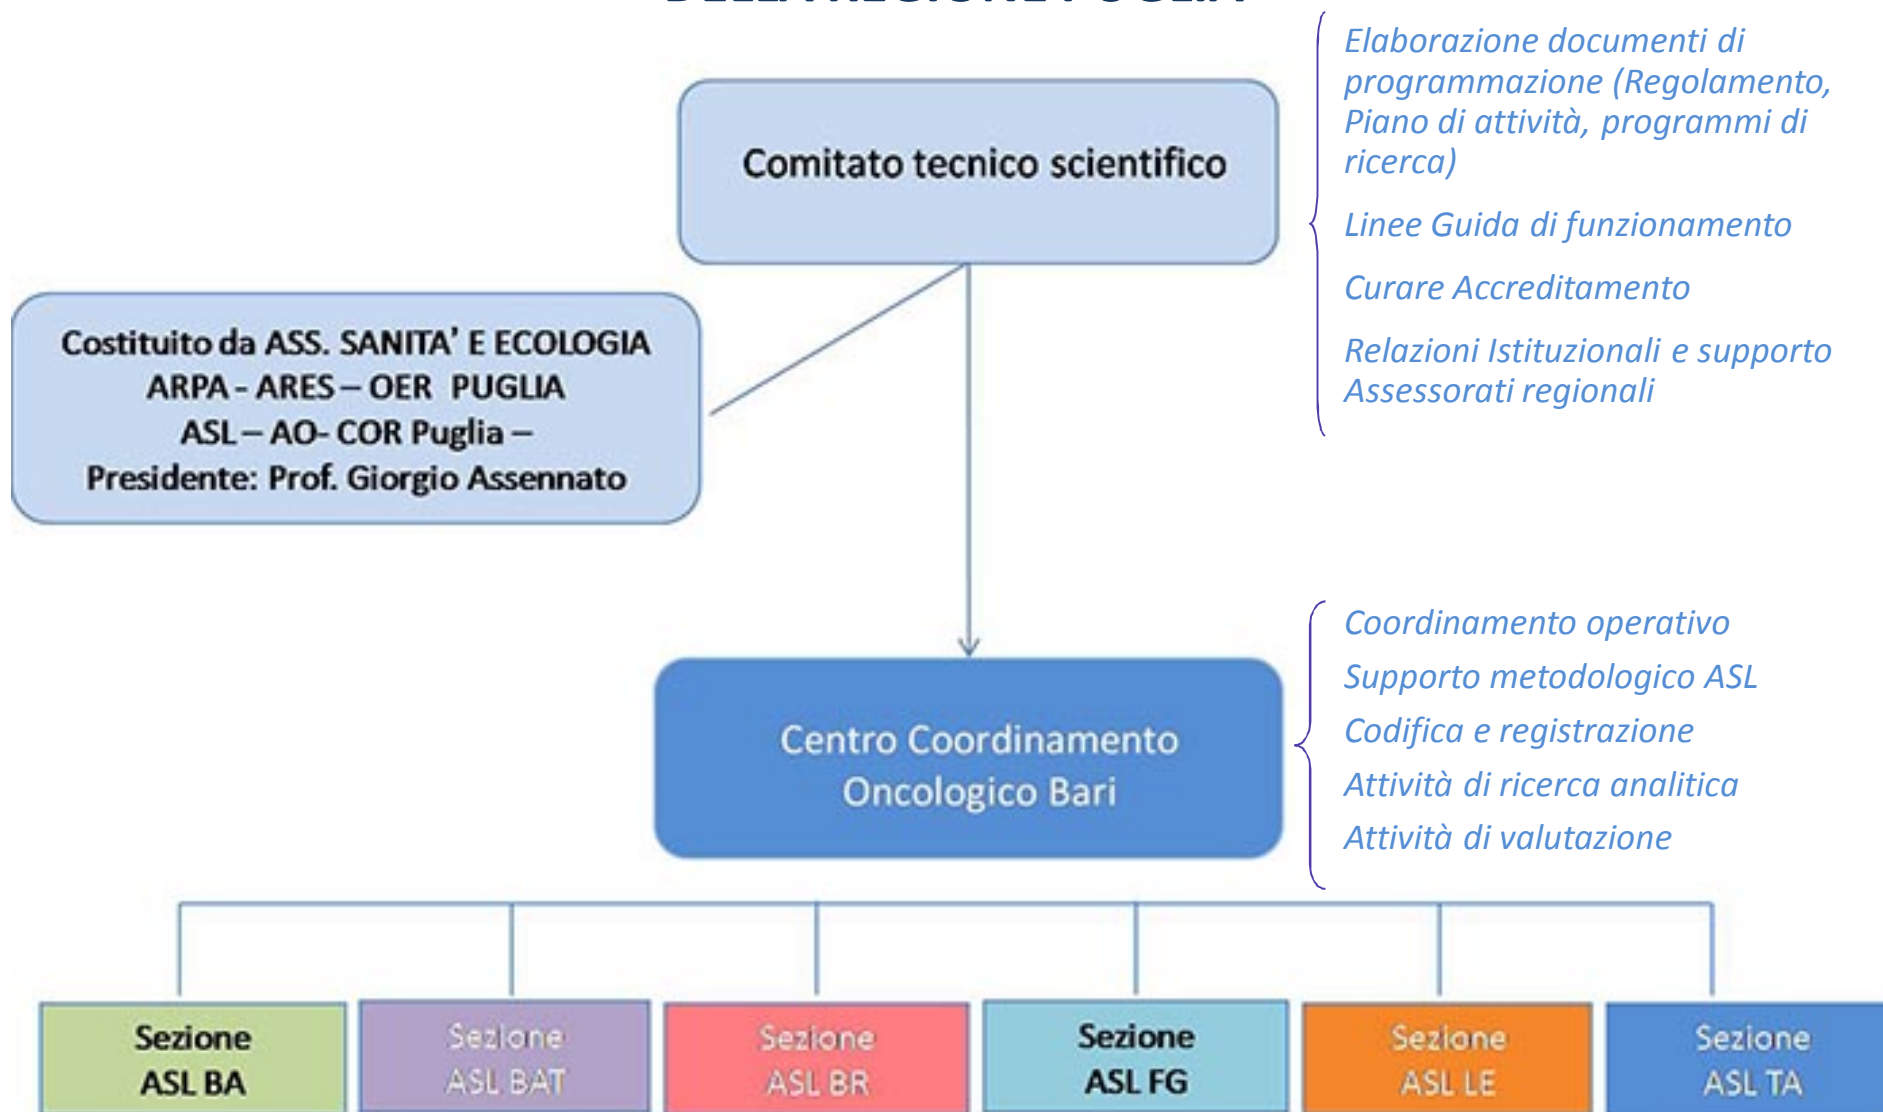 DELLA REGIONE PUGLIA
Elaborazione documenti di
programmazione (Regolamento,
Piano di attività, programmi di
ricerca)
Linee Guida di funzionamento
Curare Accreditamento
Relazioni Istituzionali e supporto
Assessorati regionali
Comitato tecnico scientifico
Costituito da ASS. SANITA' E ECOLOGIA
ARPA - ARES – OER PUGLIA
ASL – AO- COR Puglia –
Presidente: Prof. Giorgio Assennato
Centro Coordinamento
Oncologico Bari
Coordinamento operativo
Supporto metodologico ASL
Codifica e registrazione
Attività di ricerca analitica
Attività di valutazione
Sezione
ASL BA
Sezione
ASL BAT
Sezione
ASL BR
Sezione
ASL FG
Sezione
ASL LE
Sezione
ASL TA